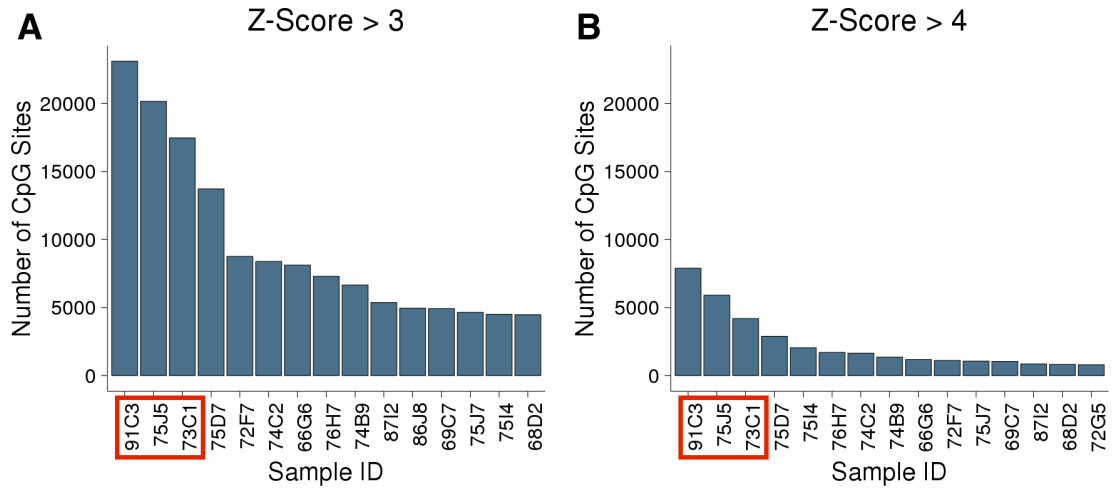 A
Z-Score > 3
Number of CpG Sites
20000
15000
10000
5000
0
91C3
75J5
73C1
75D7
72F7
74C2
66G6
76H7
74B9
87I2
86J8
69C7
75J7
75I4
68D2
Sample ID
B
Z-Score > 4
Number of CpG Sites
20000
15000
10000
5000
0
91C3
75J5
73C1
75D7
75I4
76H7
74C2
74B9
66G6
72F7
75J7
69C7
87I2
68D2
72G5
Sample ID